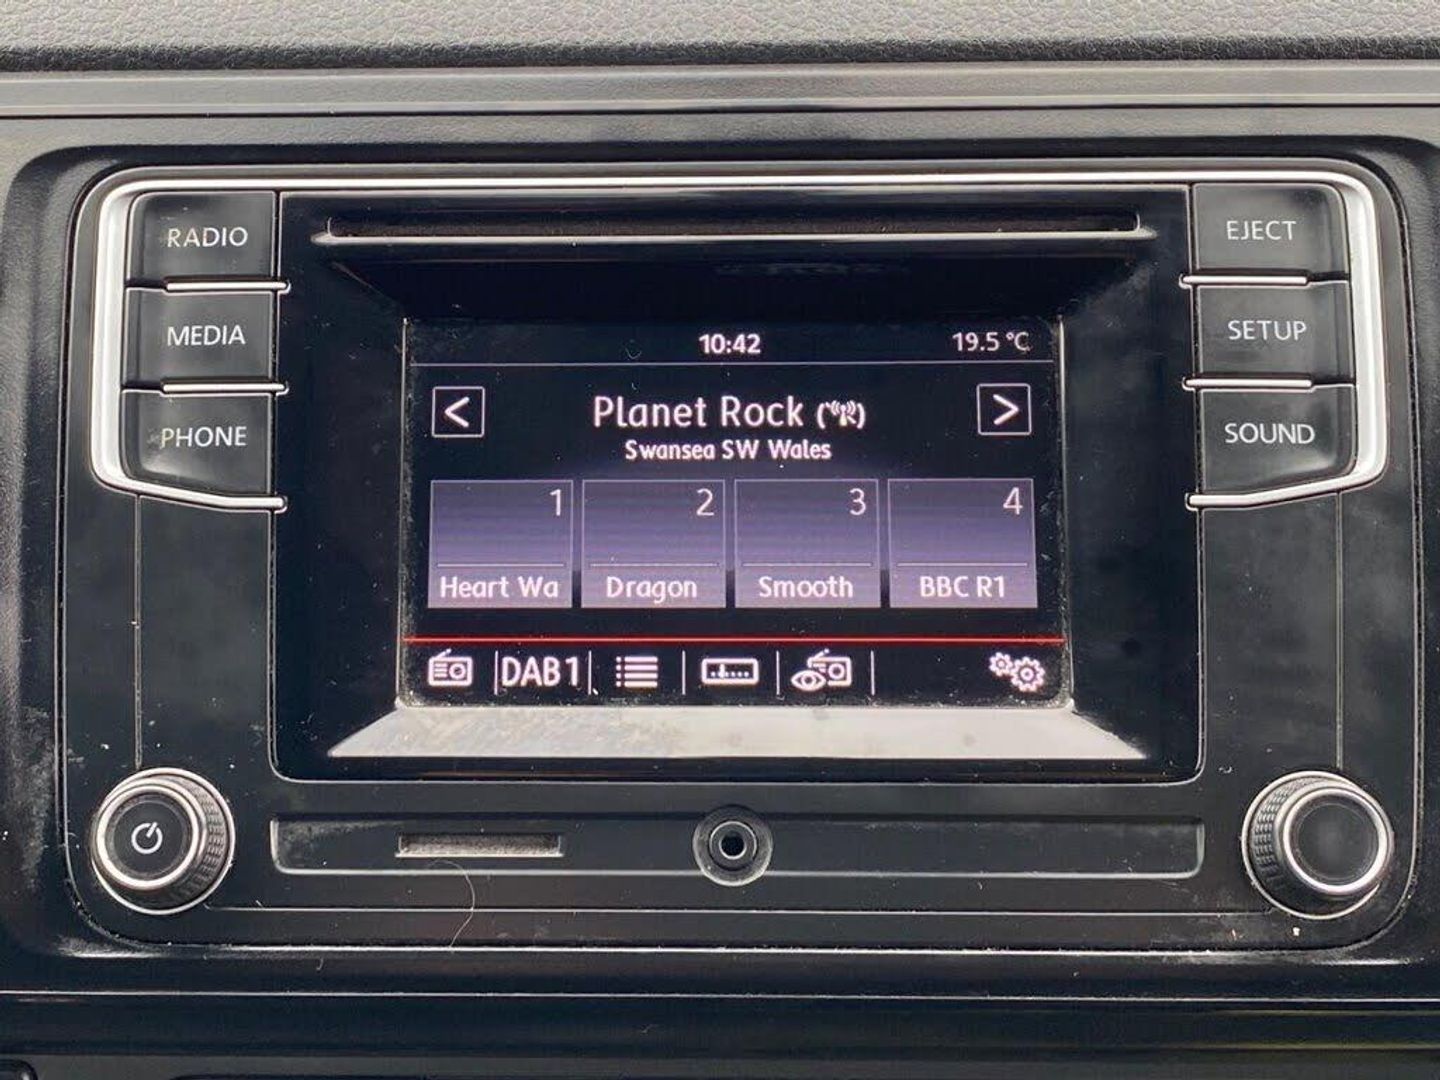 RADIO
MEDIA
PHONE
EJECT
SETUP
SOUND
10:42 19.5 °C
< Planet Rock >
Swansea SW Wales
1 2 3 4
Heart Wa Dragon Smooth BBC R1
DAB1